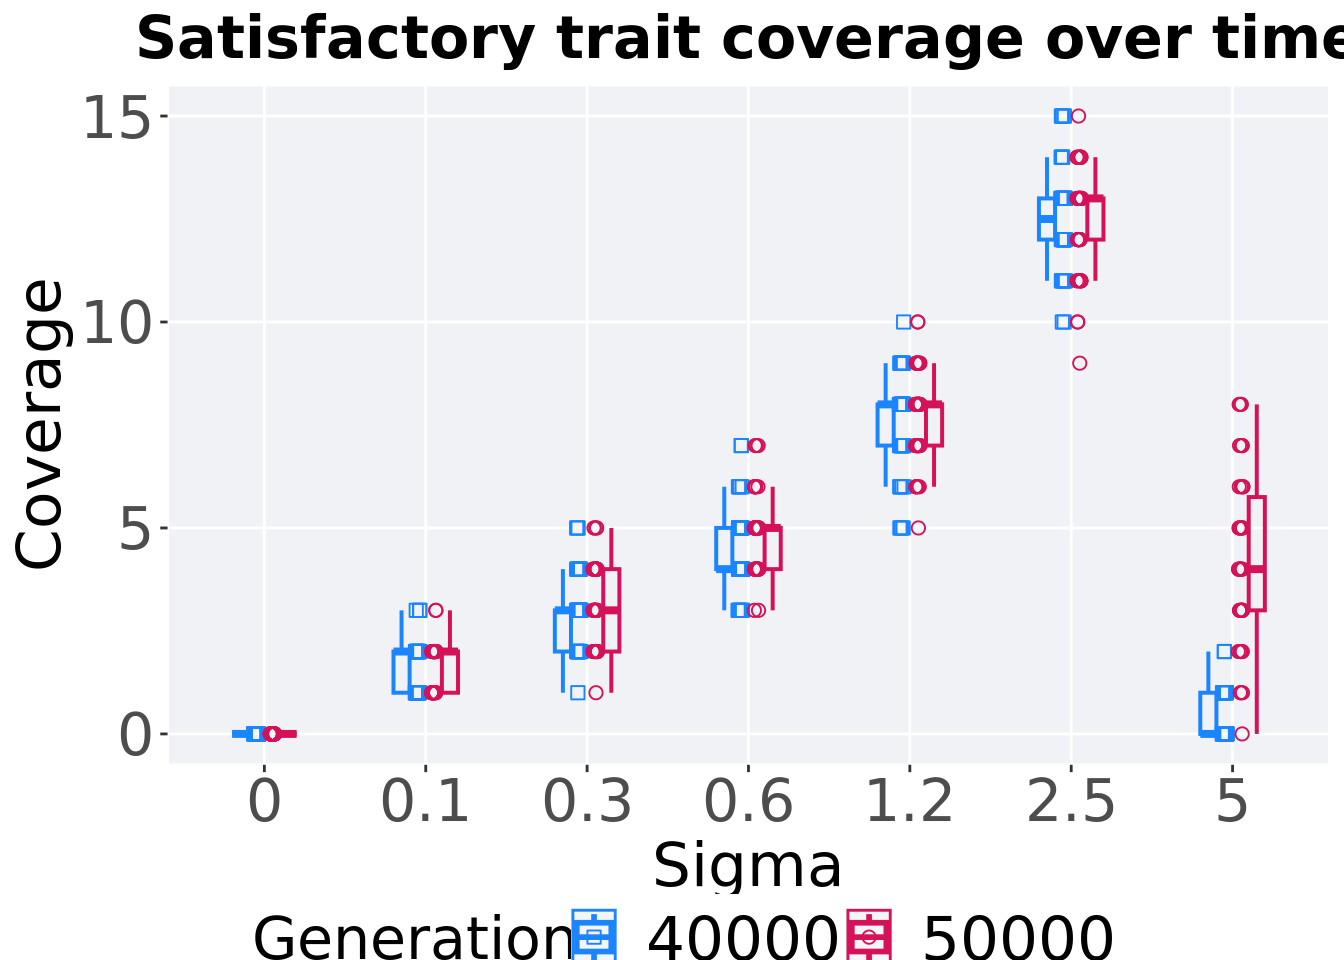 Satisfactory trait coverage over time
15
10
5
0
Coverage
0 0.1 0.3 0.6 1.2 2.5 5
Sigma
Generation 40000 50000